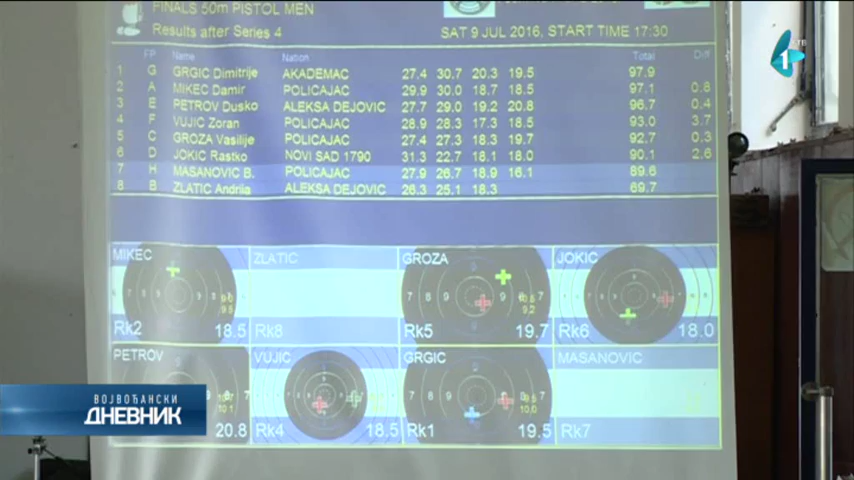 FINALS 50m PISTOL MEN
Results after Series 4
SAT 9 JUL 2016, START TIME 17:30
FP Name Nation Total Diff
1 G GRGIC Dimitrije AKADEMAC 27.4 30.7 20.3 19.5 97.9
2 A MIKEC Damir POLICAJAC 29.9 30.0 18.7 18.5 97.1 0.8
3 E PETROV Dusko ALEKSA DEJOVIC 27.7 29.0 19.2 20.8 96.7 0.4
4 F VUJIC Zoran POLICAJAC 28.9 28.3 17.3 18.5 93.0 3.7
5 C GROZA Vasilije POLICAJAC 27.4 27.3 18.3 19.7 92.7 0.3
6 D JOKIC Rastko NOVI SAD 1790 31.3 22.7 18.1 18.0 90.1 2.6
7 H MASANOVIC B. POLICAJAC 27.9 26.7 18.9 16.1 89.6
8 B ZLATIC Andrija ALEKSA DEJOVIC 26.3 25.1 18.3 69.7
MIKEC ZLATIC GROZA JOKIC
Rk2 18.5 Rk8 Rk5 19.7 Rk6 18.0
PETROV VUJIC GRGIC MASANOVIC
20.8 Rk4 18.5 Rk1 19.5 Rk7
ВОЈВОЂАНСКИ
ДНЕВНИК
1 ТВ